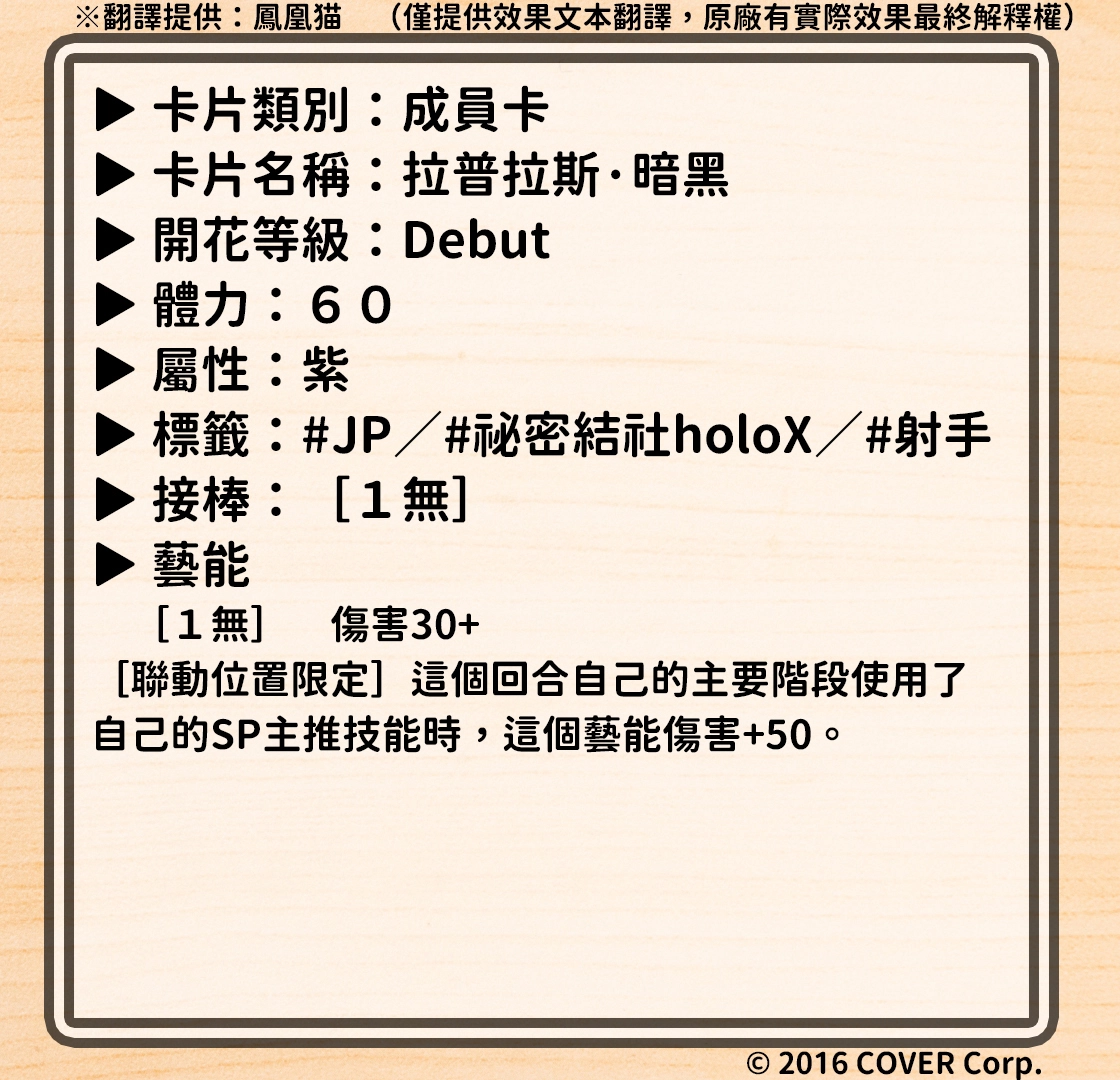 ※翻譯提供：鳳凰猫　（僅提供效果文本翻譯，原廠有實際效果最終解釋權）
▶ 卡片類別：成員卡
▶ 卡片名稱：拉普拉斯·暗黑
▶ 開花等級：Debut
▶ 體力：６０
▶ 屬性：紫
▶ 標籤：#JP／#祕密結社holoX／#射手
▶ 接棒：［１無］
▶ 藝能
［１無］　傷害30+
［聯動位置限定］這個回合自己的主要階段使用了
自己的SP主推技能時，這個藝能傷害+50。
© 2016 COVER Corp.